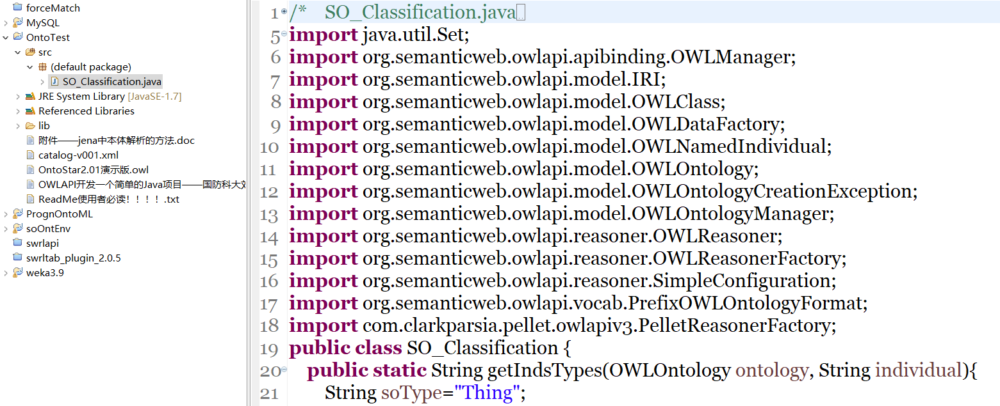 forceMatch
MySQL
OntoTest
src
(default package)
SO_Classification.java
JRE System Library [JavaSE-1.7]
Referenced Libraries
lib
附件——jena中本体解析的方法.doc
catalog-v001.xml
OntoStar2.01演示版.owl
OWLAPI开发一个简单的Java项目——国防科大
ReadMe使用者必读！！！！.txt
PrognOntoML
soOntEnv
swrlapi
swrltab_plugin_2.0.5
weka3.9
1 /* SO_Classification.java
5 import java.util.Set;
6 import org.semanticweb.owlapi.apibinding.OWLManager;
7 import org.semanticweb.owlapi.model.IRI;
8 import org.semanticweb.owlapi.model.OWLClass;
9 import org.semanticweb.owlapi.model.OWLDataFactory;
10 import org.semanticweb.owlapi.model.OWLNamedIndividual;
11 import org.semanticweb.owlapi.model.OWLOntology;
12 import org.semanticweb.owlapi.model.OWLOntologyCreationException;
13 import org.semanticweb.owlapi.model.OWLOntologyManager;
14 import org.semanticweb.owlapi.reasoner.OWLReasoner;
15 import org.semanticweb.owlapi.reasoner.OWLReasonerFactory;
16 import org.semanticweb.owlapi.reasoner.SimpleConfiguration;
17 import org.semanticweb.owlapi.vocab.PrefixOWLOntologyFormat;
18 import com.clarkparsia.pellet.owlapiv3.PelletReasonerFactory;
19 public class SO_Classification {
20 public static String getIndsTypes(OWLOntology ontology, String individual){
21 String soType="Thing";